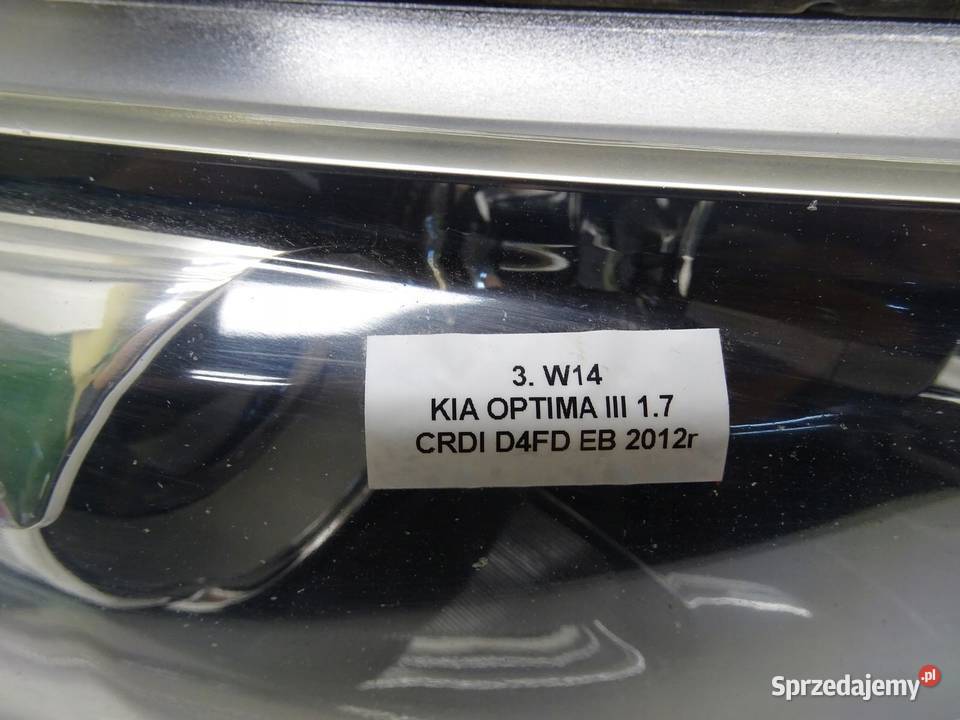 3. W14
KIA OPTIMA III 1.7
CRDI D4FD EB 2012r
Sprzedajemy.pl